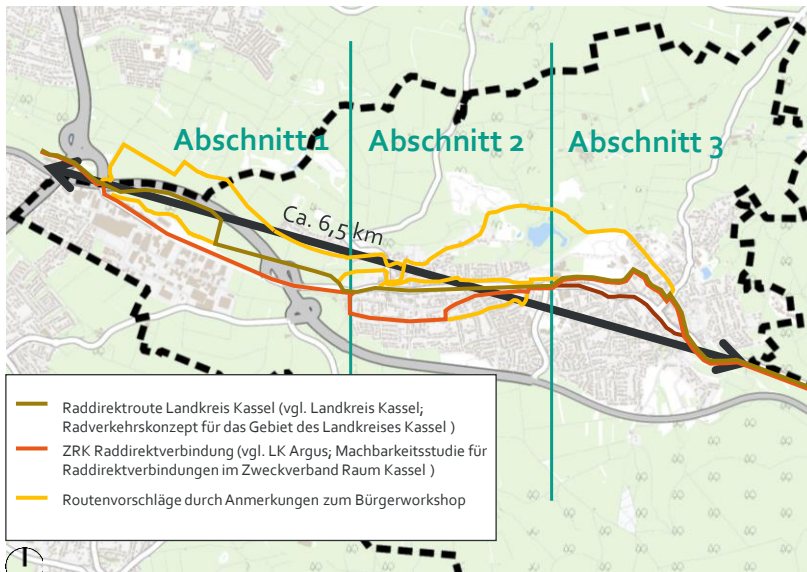 Abschnitt 1
Abschnitt 2
Abschnitt 3
Ca. 6,5 km
Raddirektroute Landkreis Kassel (vgl. Landkreis Kassel;
Radverkehrskonzept für das Gebiet des Landkreises Kassel )
ZRK Raddirektverbindung (vgl. LK Argus; Machbarkeitsstudie für
Raddirektverbindungen im Zweckverband Raum Kassel )
Routenvorschläge durch Anmerkungen zum Bürgerworkshop